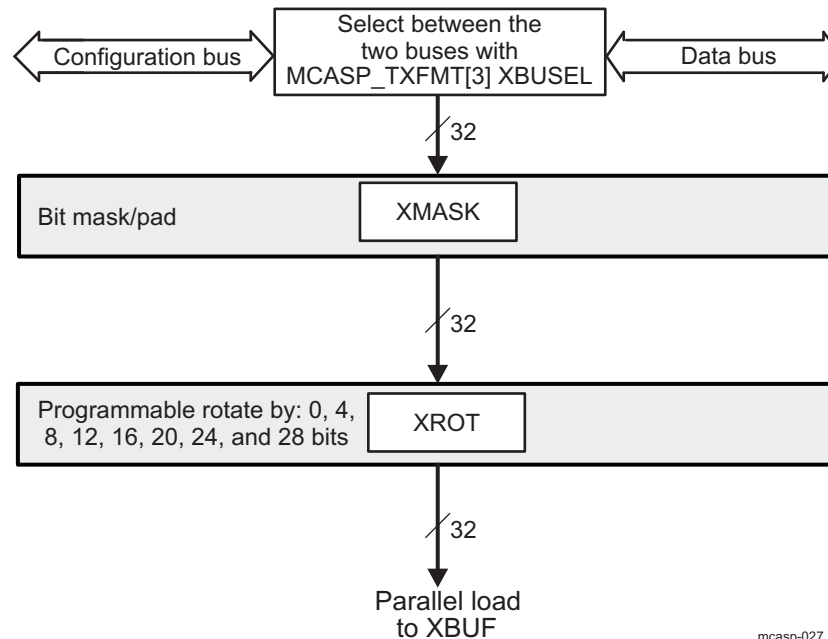 Select between the
two buses with
MCASP_TXFMT[3] XBUSEL
Configuration bus
Data bus
32
Bit mask/pad
XMASK
32
Programmable rotate by: 0, 4,
8, 12, 16, 20, 24, and 28 bits
XROT
32
Parallel load
to XBUF
mcasp-027